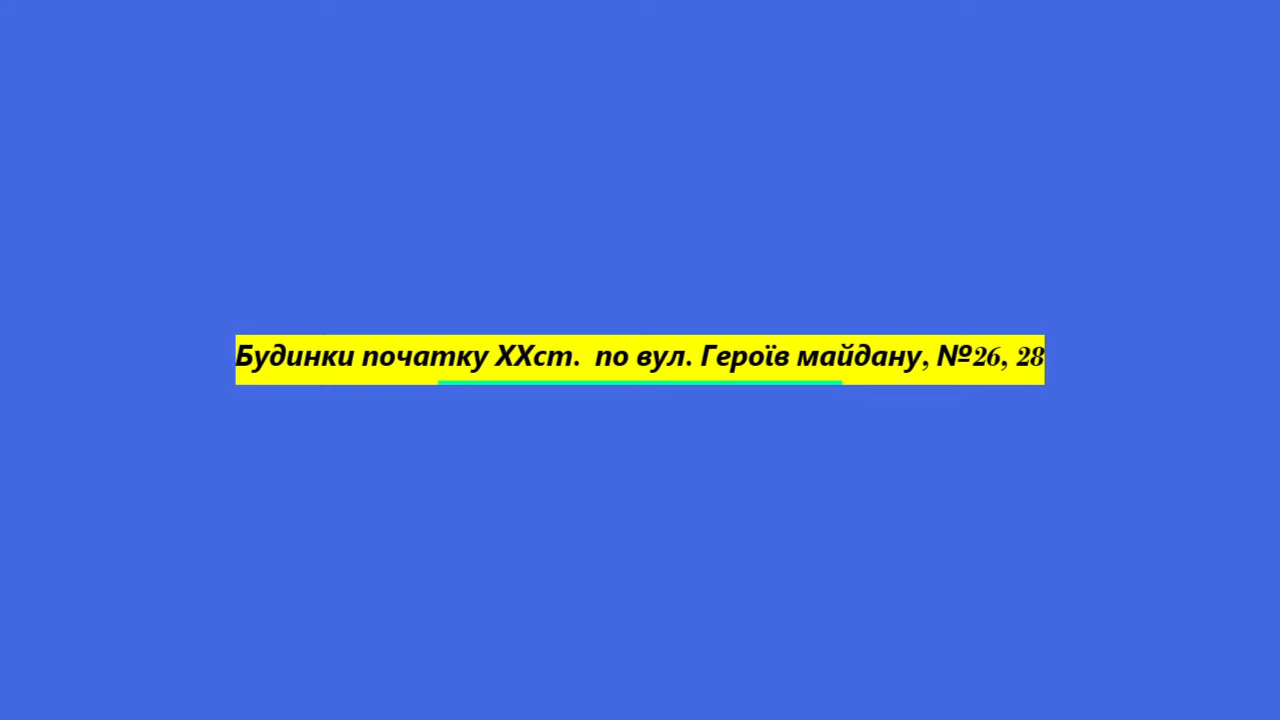 Будинки початку ХХст.  по вул. Героїв майдану, №26, 28